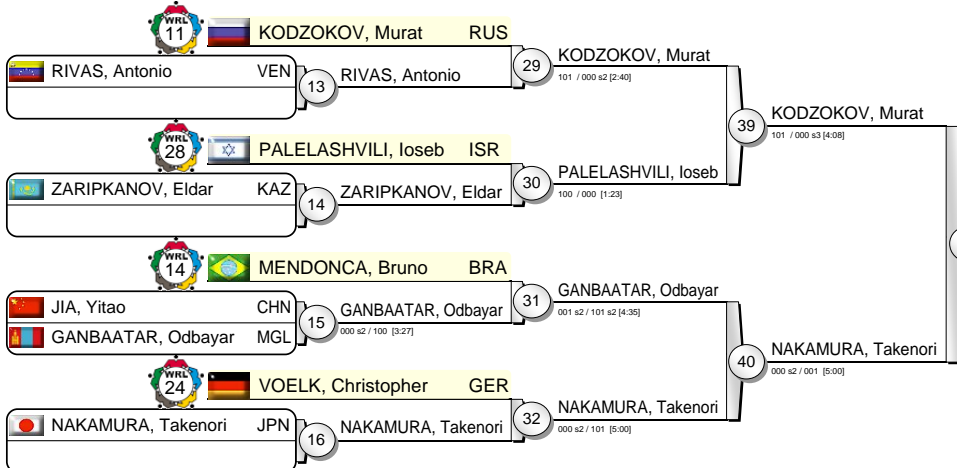 WRL
11
KODZOKOV, Murat RUS
RIVAS, Antonio VEN
13
RIVAS, Antonio
29
KODZOKOV, Murat
101 / 000 s2 [2:40]
39
KODZOKOV, Murat
101 / 000 s3 [4:08]
WRL
28
PALELASHVILI, Ioseb ISR
ZARIPKANOV, Eldar KAZ
14
ZARIPKANOV, Eldar
30
PALELASHVILI, Ioseb
100 / 000 [1:23]
WRL
14
MENDONCA, Bruno BRA
JIA, Yitao CHN
GANBAATAR, Odbayar MGL
15
GANBAATAR, Odbayar
000 s2 / 100 [3:27]
31
GANBAATAR, Odbayar
001 s2 / 101 s2 [4:35]
40
NAKAMURA, Takenori
000 s2 / 001 [5:00]
WRL
24
VOELK, Christopher GER
NAKAMURA, Takenori JPN
16
NAKAMURA, Takenori
32
NAKAMURA, Takenori
000 s2 / 101 [5:00]